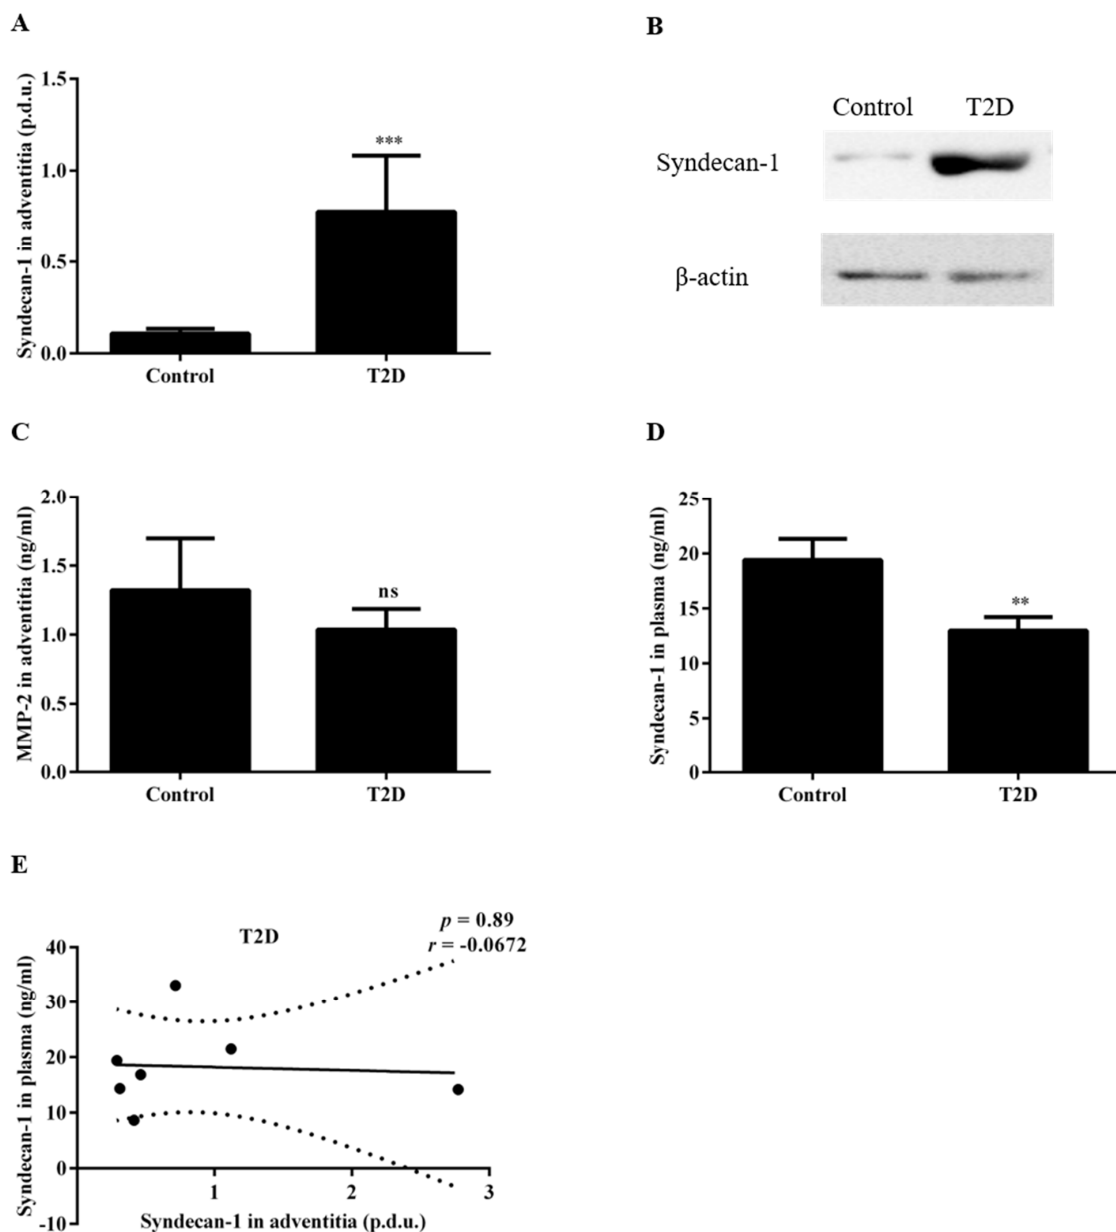 A
Syndecan-1 in adventitia (p.d.u.)
1.5
1.0
0.5
0.0
***
Control
T2D
B
Control
T2D
Syndecan-1
β-actin
C
MMP-2 in adventitia (ng/ml)
2.0
1.5
1.0
0.5
0.0
ns
Control
T2D
D
Syndecan-1 in plasma (ng/ml)
25
20
15
10
5
0
**
Control
T2D
E
T2D
p = 0.89
r = -0.0672
Syndecan-1 in plasma (ng/ml)
40
30
20
10
0
-10
1
2
3
Syndecan-1 in adventitia (p.d.u.)